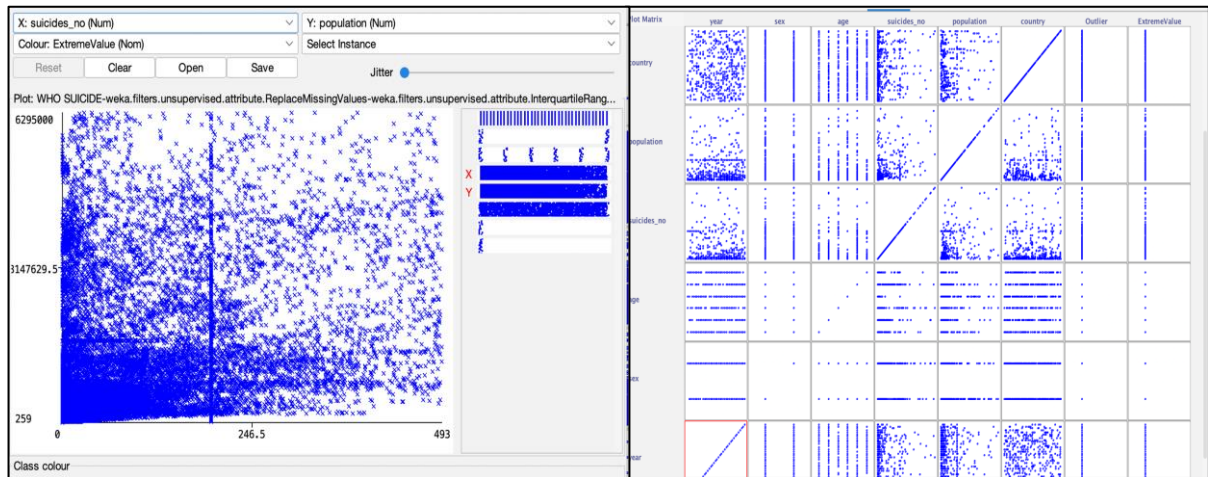 X: suicides_no (Num)
Y: population (Num)
Colour: ExtremeValue (Nom)
Select Instance
Reset
Clear
Open
Save
Jitter
Plot: WHO SUICIDE-weka.filters.unsupervised.attribute.ReplaceMissingValues-weka.filters.unsupervised.attribute.InterquartileRang...
6295000
3147629.5
259
0
246.5
493
X
Y
Class colour
Plot Matrix
year
sex
age
suicides_no
population
country
Outlier
ExtremeValue
country
population
suicides_no
age
sex
year